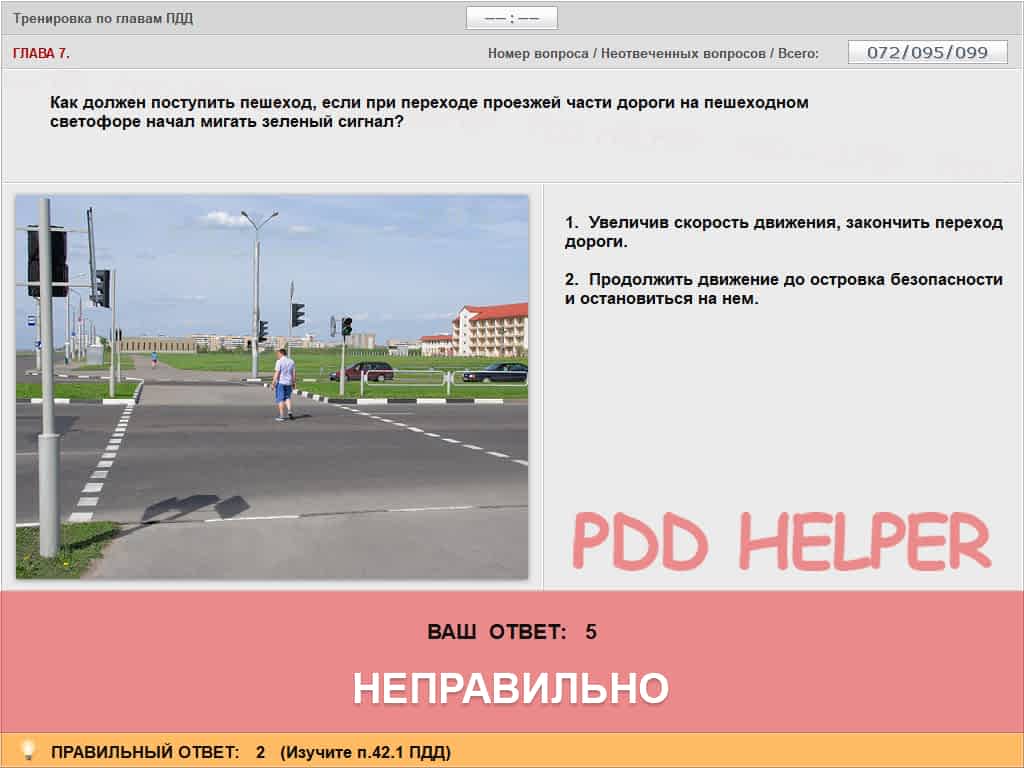 Тренировка по главам ПДД
—— : ——
ГЛАВА 7.
Номер вопроса / Неотвеченных вопросов / Всего:
072/095/099
Как должен поступить пешеход, если при переходе проезжей части дороги на пешеходном
светофоре начал мигать зеленый сигнал?
1. Увеличив скорость движения, закончить переход
дороги.
2. Продолжить движение до островка безопасности
и остановиться на нем.
PDD HELPER
ВАШ ОТВЕТ: 5
НЕПРАВИЛЬНО
ПРАВИЛЬНЫЙ ОТВЕТ: 2 (Изучите п.42.1 ПДД)